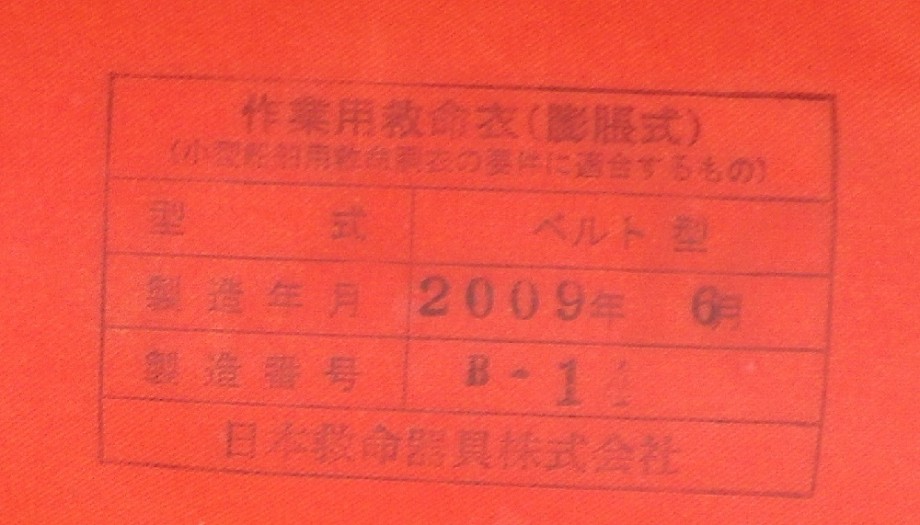 作業用救命衣(膨脹式)
(小型船舶用救命胴衣の要件に適合するもの)
型 式 ベルト型
製造年月 2009年 6月
製造番号 B-1
日本救命器具株式会社